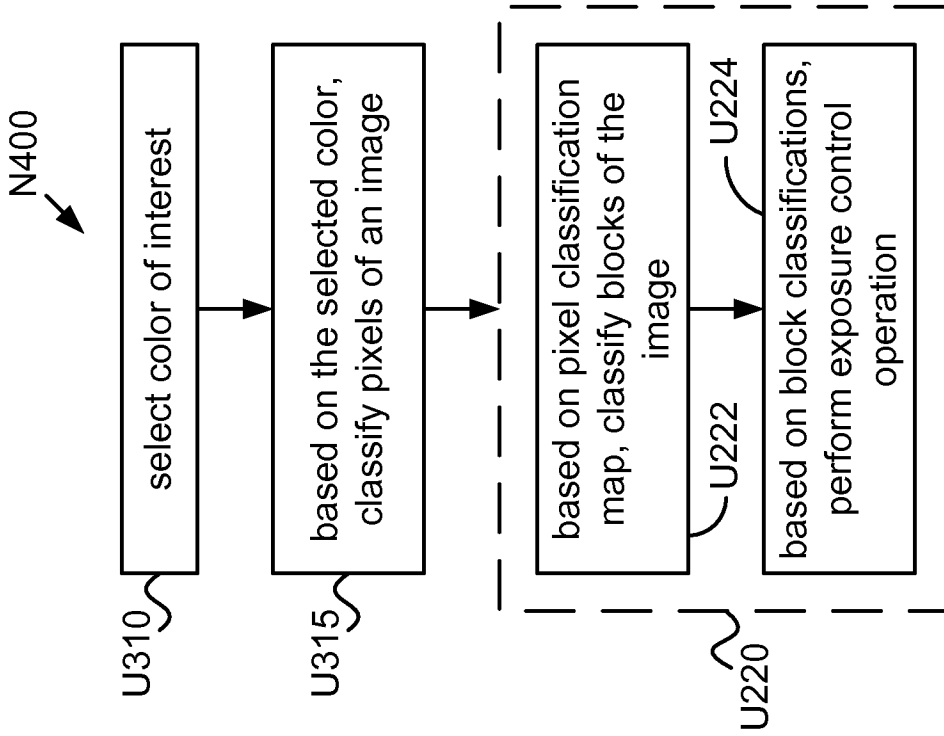 N400
select color of interest
U310
based on the selected color,
classify pixels of an image
U315
based on pixel classification
map, classify blocks of the
image
U222
U224
based on block classifications,
perform exposure control
operation
U220